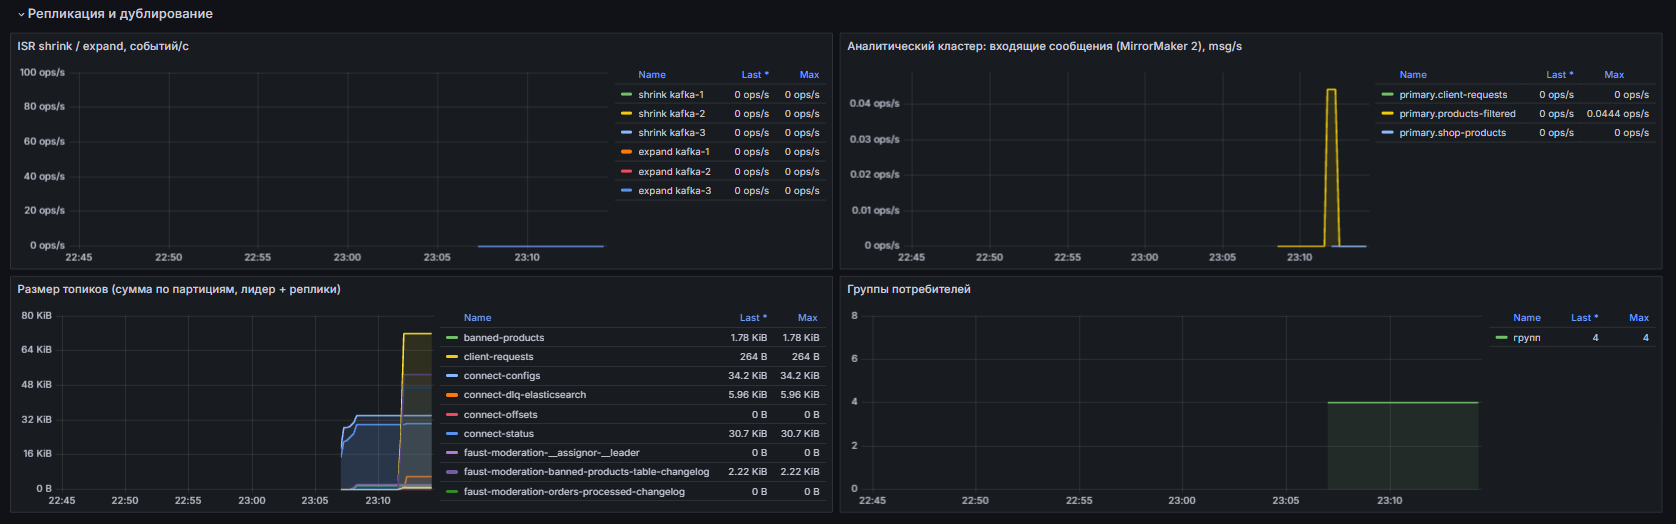 Репликация и дублирование
ISR shrink / expand, событий/с
100 ops/s
80 ops/s
60 ops/s
40 ops/s
20 ops/s
0 ops/s
22:45 22:50 22:55 23:00 23:05 23:10
Name Last * Max
shrink kafka-1 0 ops/s 0 ops/s
shrink kafka-2 0 ops/s 0 ops/s
shrink kafka-3 0 ops/s 0 ops/s
expand kafka-1 0 ops/s 0 ops/s
expand kafka-2 0 ops/s 0 ops/s
expand kafka-3 0 ops/s 0 ops/s
Аналитический кластер: входящие сообщения (MirrorMaker 2), msg/s
0.04 ops/s
0.03 ops/s
0.02 ops/s
0.01 ops/s
0 ops/s
22:45 22:50 22:55 23:00 23:05 23:10
Name Last * Max
primary.client-requests 0 ops/s 0 ops/s
primary.products-filtered 0 ops/s 0.0444 ops/s
primary.shop-products 0 ops/s 0 ops/s
Размер топиков (сумма по партициям, лидер + реплики)
80 KiB
64 KiB
48 KiB
32 KiB
16 KiB
0 B
22:45 22:50 22:55 23:00 23:05 23:10
Name Last * Max
banned-products 1.78 KiB 1.78 KiB
client-requests 264 B 264 B
connect-configs 34.2 KiB 34.2 KiB
connect-dlq-elasticsearch 5.96 KiB 5.96 KiB
connect-offsets 0 B 0 B
connect-status 30.7 KiB 30.7 KiB
faust-moderation-__assignor-__leader 0 B 0 B
faust-moderation-banned-products-table-changelog 2.22 KiB 2.22 KiB
faust-moderation-orders-processed-changelog 0 B 0 B
Группы потребителей
8
6
4
2
0
22:45 22:50 22:55 23:00 23:05 23:10
Name Last * Max
групп 4 4